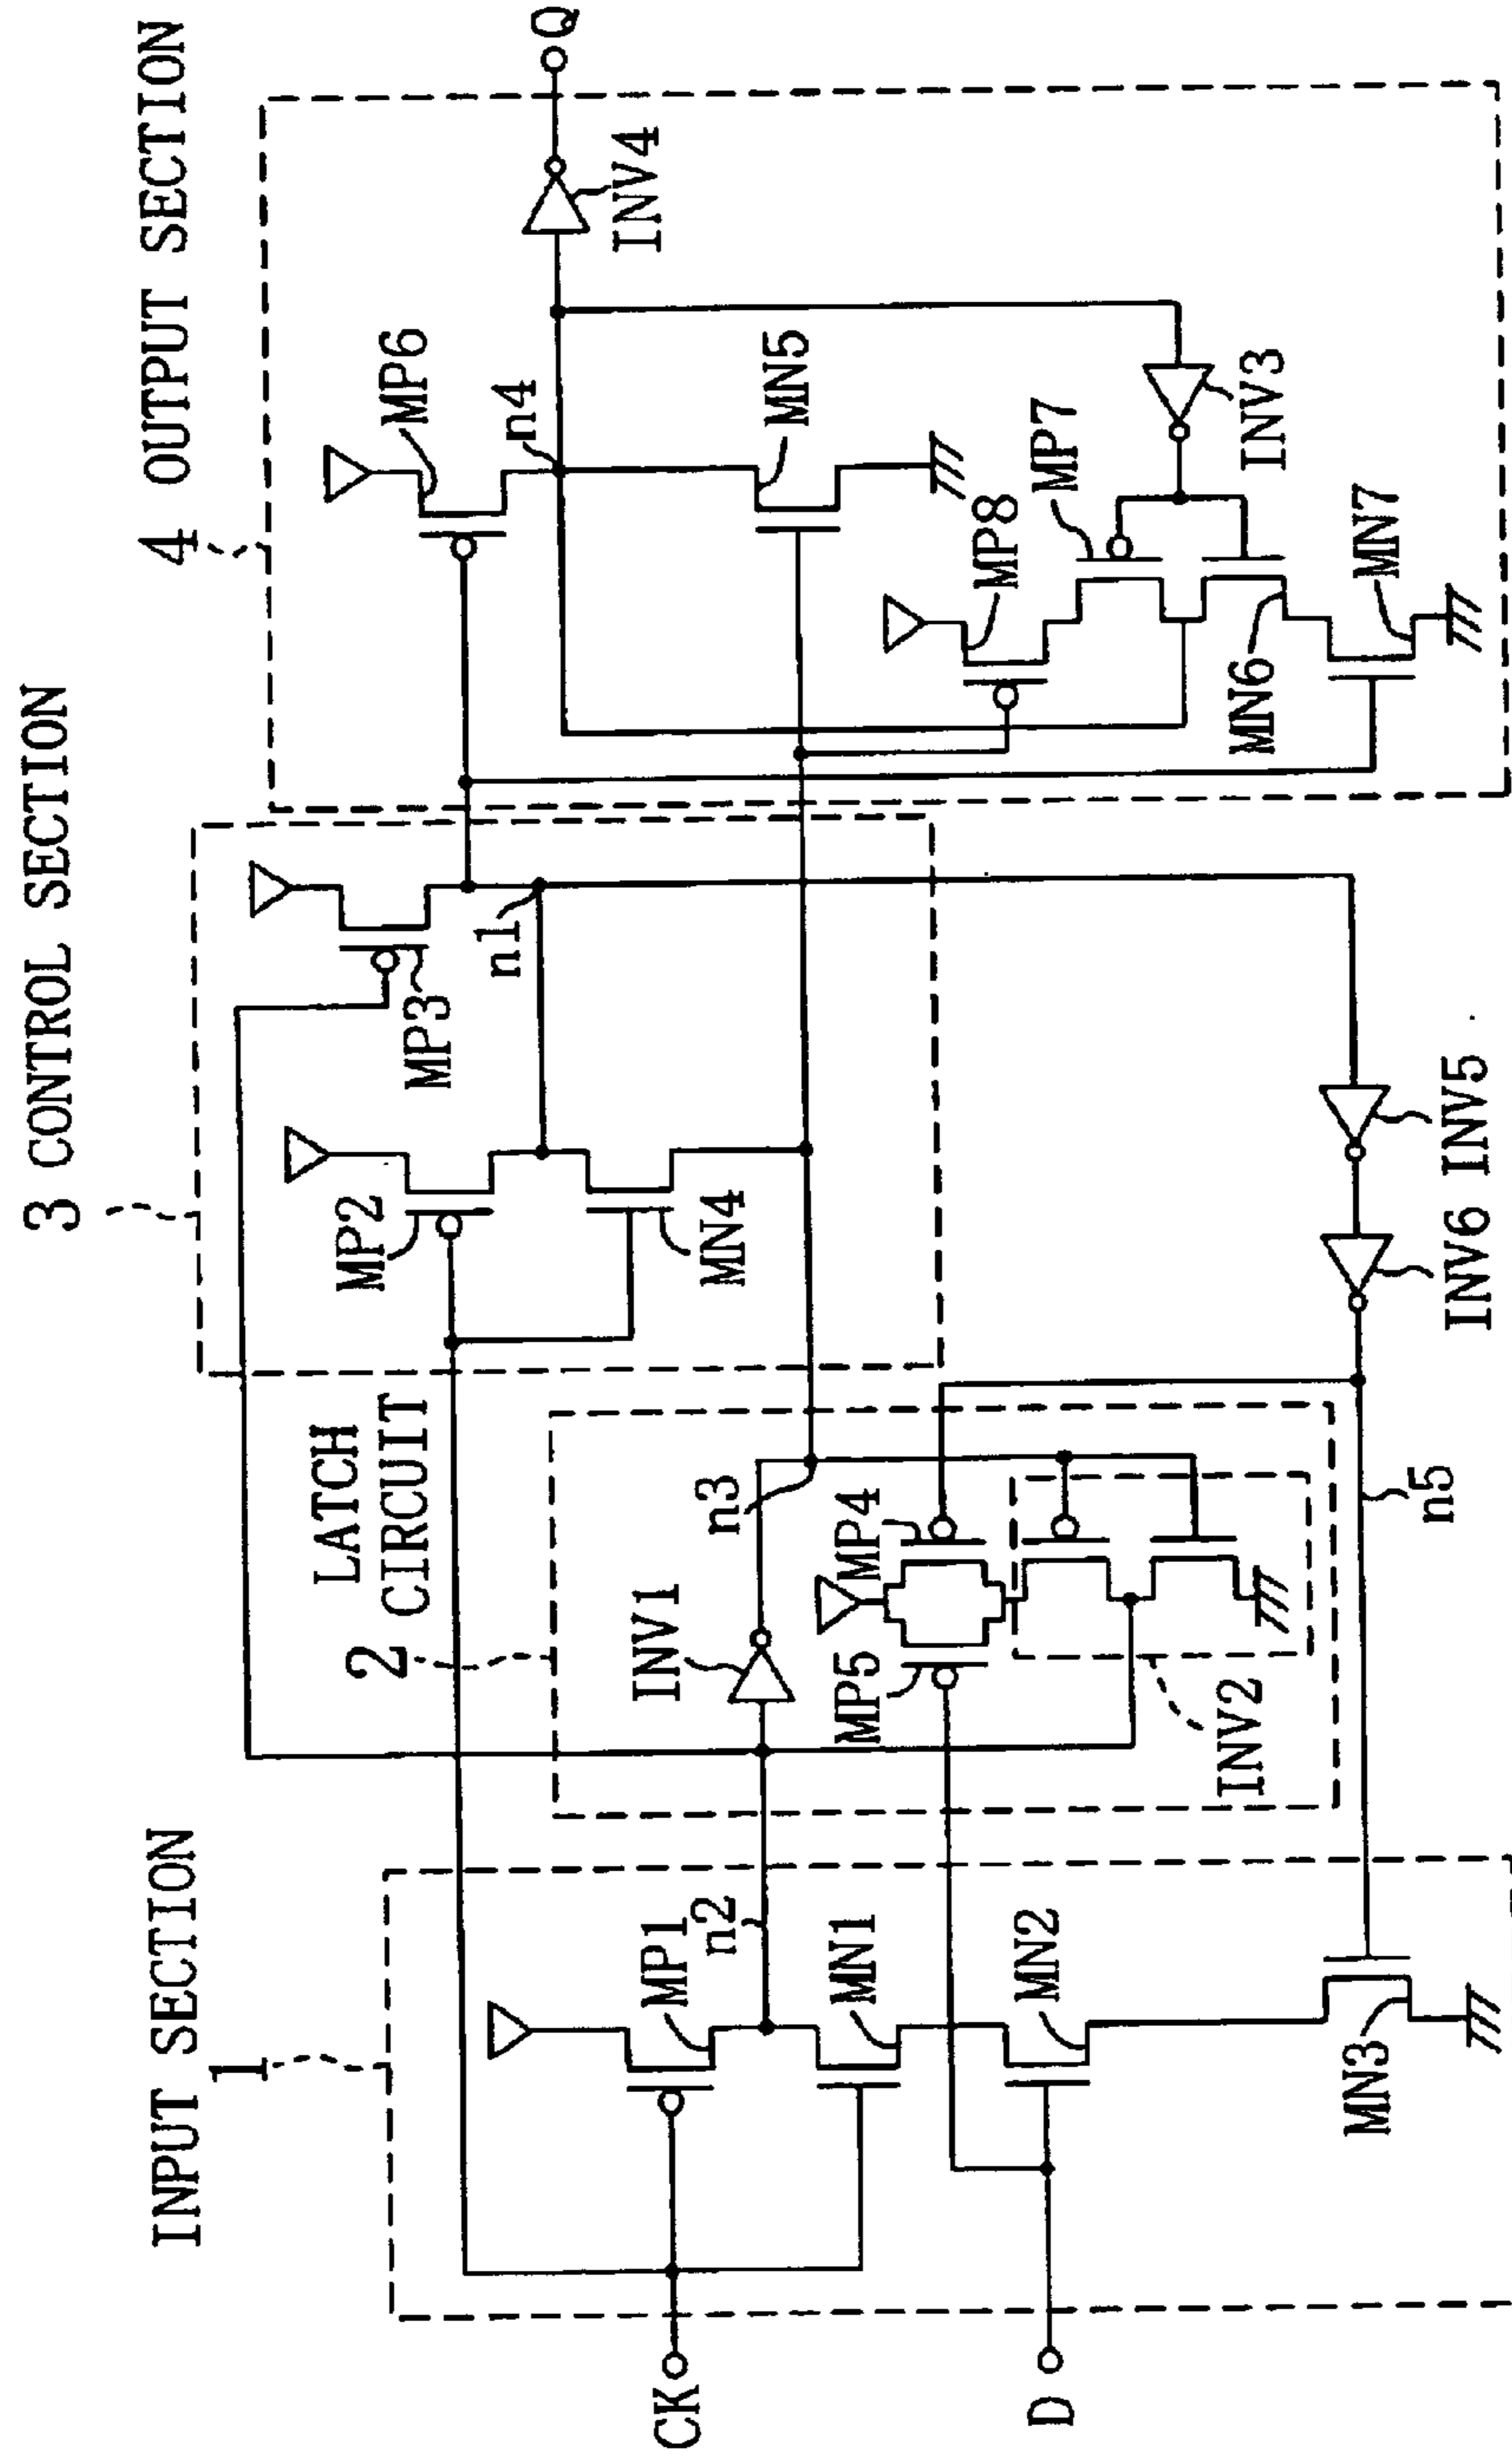 3 CONTROL SECTION
4 OUTPUT SECTION
INPUT SECTION
1
LATCH
2 CIRCUIT
MP3
MP2
MN4
n1
MP6
n4
MN5
INV4
Q
CK
MP1
n2
MN1
INV1
n3
MP4
MP5
INV2
MP8
MP7
INV3
MN6
MN7
D
MN2
MN3
n5
INV6
INV5